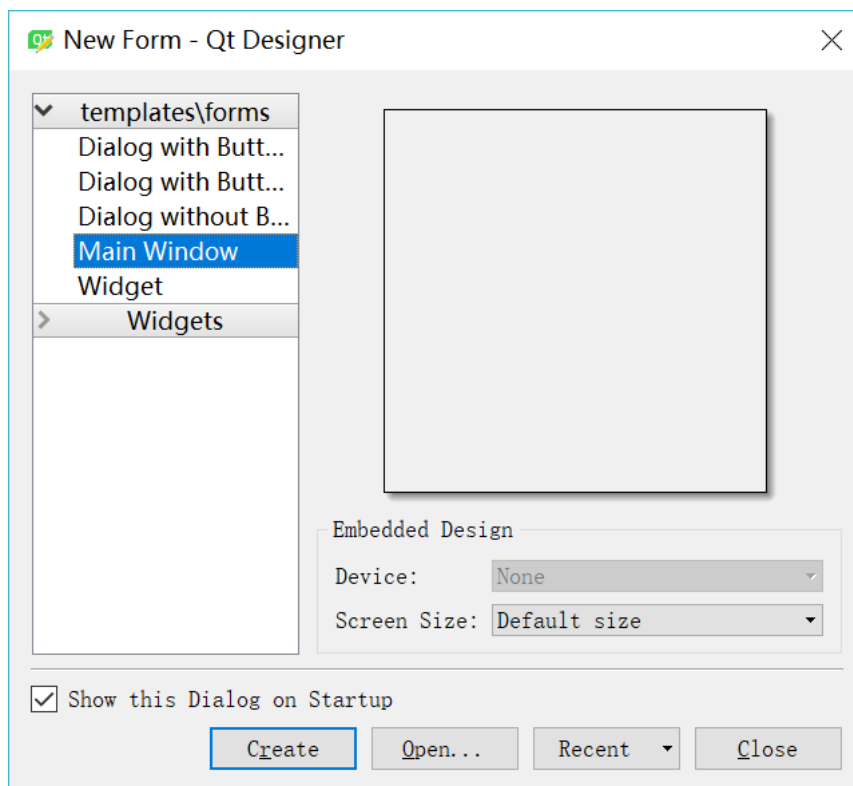 New Form - Qt Designer
templates\forms
Dialog with Butt...
Dialog with Butt...
Dialog without B...
Main Window
Widget
Widgets
Embedded Design
Device: None
Screen Size: Default size
Show this Dialog on Startup
Create Open... Recent Close